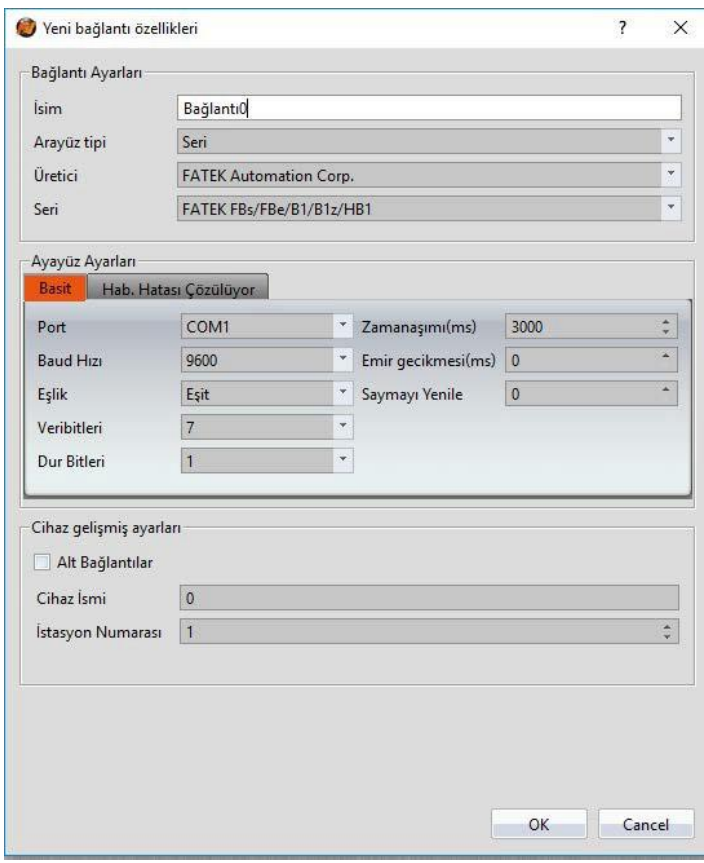 Yeni bağlantı özellikleri ?
Bağlantı Ayarları
İsim Bağlantı0
Arayüz tipi Seri
Üretici FATEK Automation Corp.
Seri FATEK FBs/FBe/B1/B1z/HB1
Ayayüz Ayarları
Basit Hab. Hatası Çözülüyor
Port COM1 Zamanaşımı(ms) 3000
Baud Hızı 9600 Emir gecikmesi(ms) 0
Eşlik Eşit Saymayı Yenile 0
Veribitleri 7
Dur Bitleri 1
Cihaz gelişmiş ayarları
Alt Bağlantılar
Cihaz İsmi 0
İstasyon Numarası 1
OK Cancel